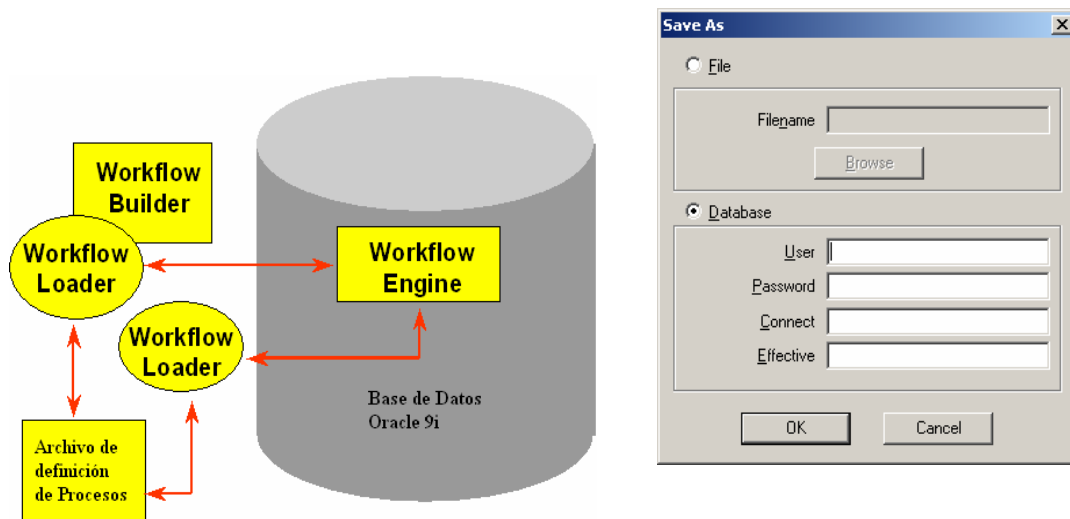 Workflow
Builder
Workflow
Loader
Workflow
Engine
Workflow
Loader
Base de Datos
Oracle 9i
Archivo de
definición
de Procesos
Save As
File
Filename
Browse
Database
User
Password
Connect
Effective
OK
Cancel